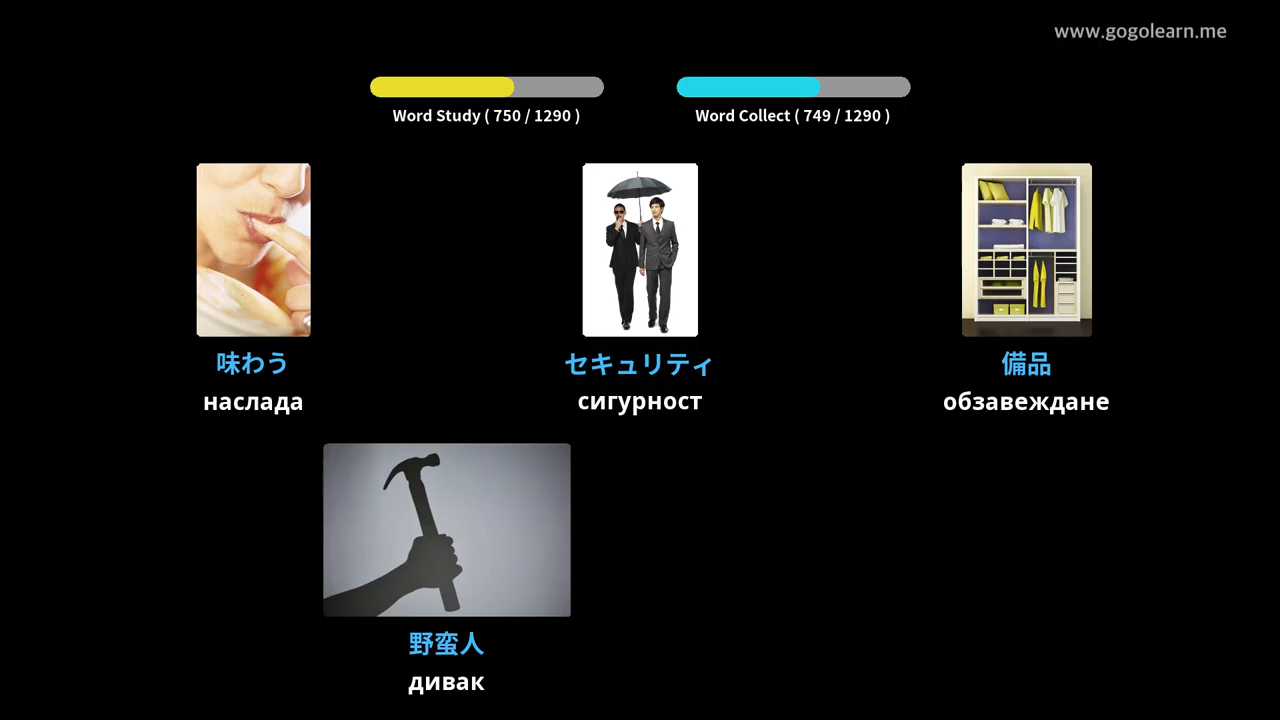 www.gogolearn.me
Word Study ( 750 / 1290 )
Word Collect ( 749 / 1290 )
味わう
наслада
セキュリティ
сигурност
備品
обзавеждане
野蛮人
дивак